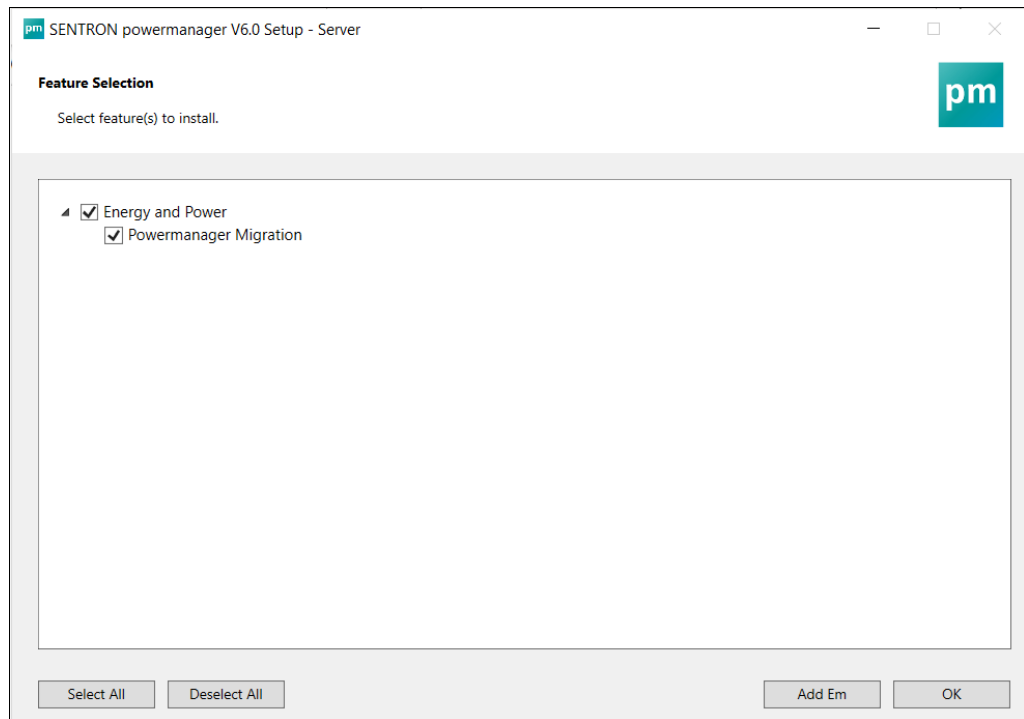 pm SENTRON powermanager V6.0 Setup - Server
Feature Selection
Select feature(s) to install.
pm
Energy and Power
Powermanager Migration
Select All Deselect All Add Em OK